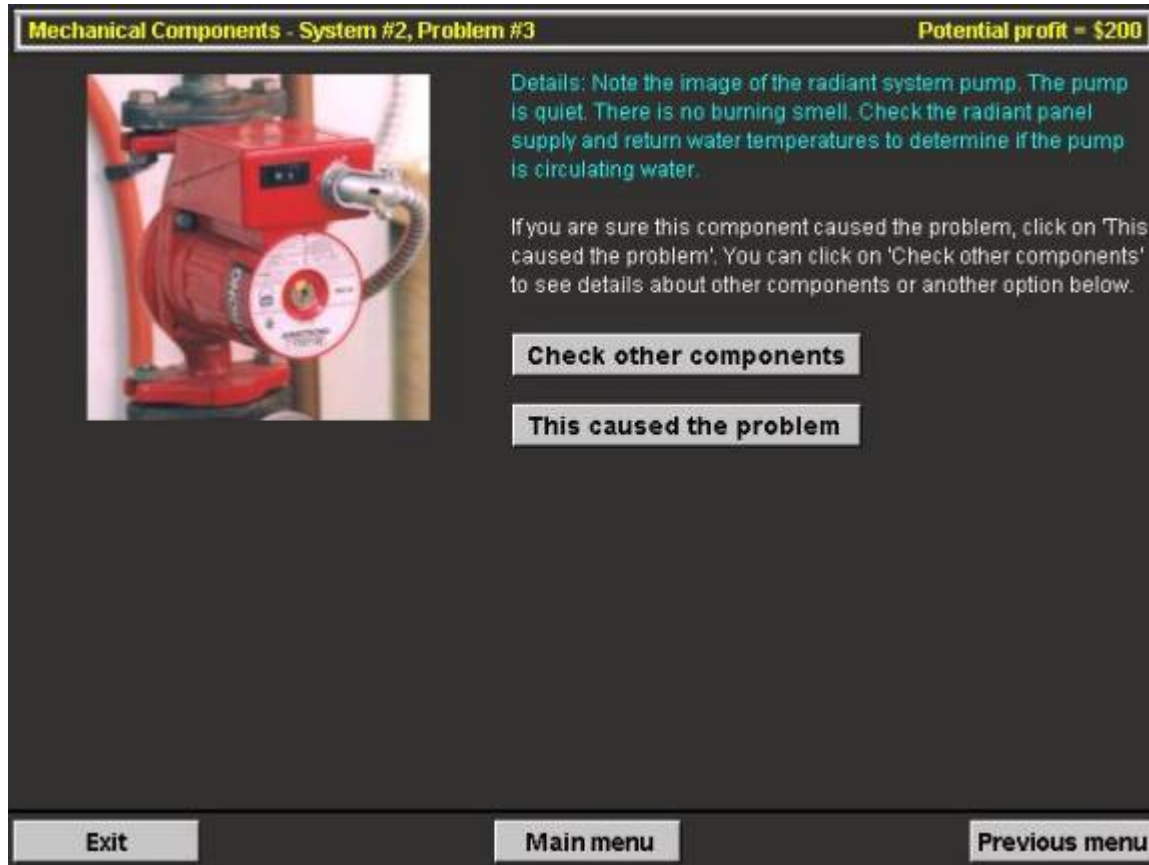 Mechanical Components - System #2, Problem #3
Potential profit = $200
Details: Note the image of the radiant system pump. The pump
is quiet. There is no burning smell. Check the radiant panel
supply and return water temperatures to determine if the pump
is circulating water.
If you are sure this component caused the problem, click on 'This
caused the problem'. You can click on 'Check other components'
to see details about other components or another option below.
Check other components
This caused the problem
Exit
Main menu
Previous menu